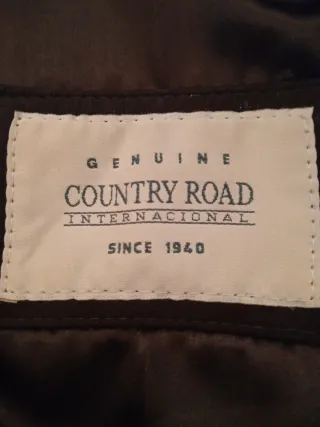 GENUINE
COUNTRY ROAD
INTERNACIONAL
SINCE 1940